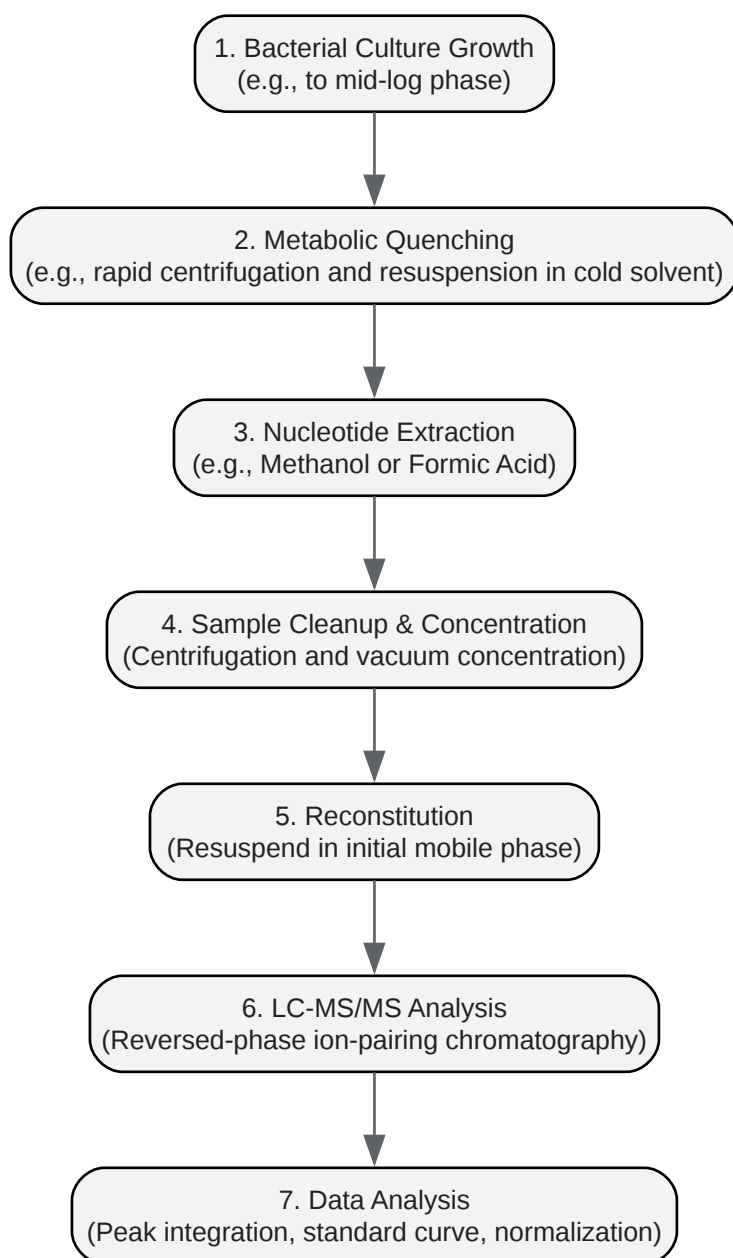 1. Bacterial Culture Growth
(e.g., to mid-log phase)
2. Metabolic Quenching
(e.g., rapid centrifugation and resuspension in cold solvent)
3. Nucleotide Extraction
(e.g., Methanol or Formic Acid)
4. Sample Cleanup & Concentration
(Centrifugation and vacuum concentration)
5. Reconstitution
(Resuspend in initial mobile phase)
6. LC-MS/MS Analysis
(Reversed-phase ion-pairing chromatography)
7. Data Analysis
(Peak integration, standard curve, normalization)